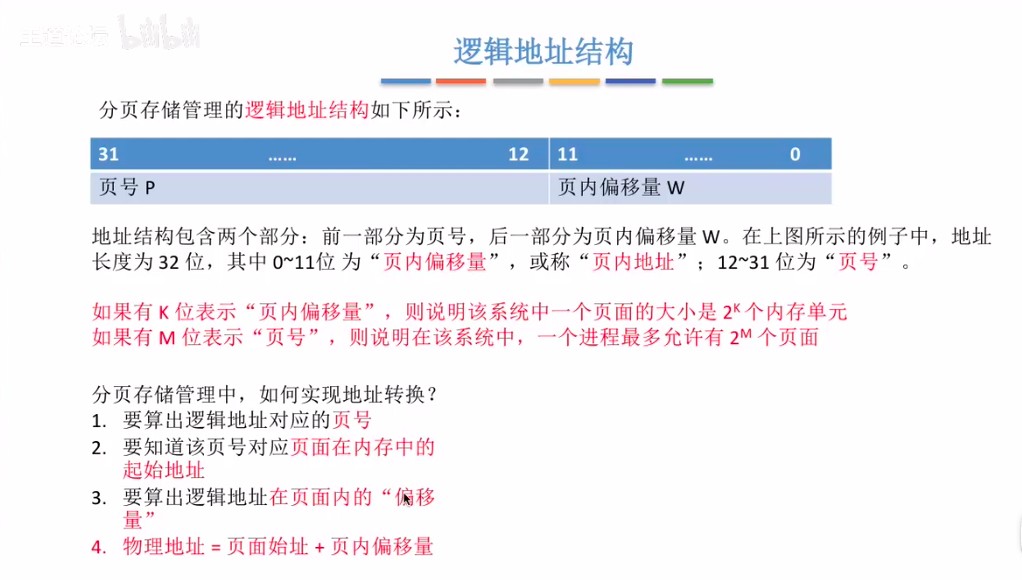 bilibili
逻辑地址结构
分页存储管理的逻辑地址结构如下所示：
31 …… 12 11 …… 0
页号 P 页内偏移量 W
地址结构包含两个部分：前一部分为页号，后一部分为页内偏移量 W。在上图所示的例子中，地址
长度为 32 位，其中 0~11位 为“页内偏移量”，或称“页内地址”；12~31 位为“页号”。
如果有 K 位表示“页内偏移量”，则说明该系统中一个页面的大小是 2ᴷ 个内存单元
如果有 M 位表示“页号”，则说明在该系统中，一个进程最多允许有 2ᴹ 个页面
分页存储管理中，如何实现地址转换？
1. 要算出逻辑地址对应的页号
2. 要知道该页号对应页面在内存中的
起始地址
3. 要算出逻辑地址在页面内的“偏移
量”
4. 物理地址 = 页面始址 + 页内偏移量